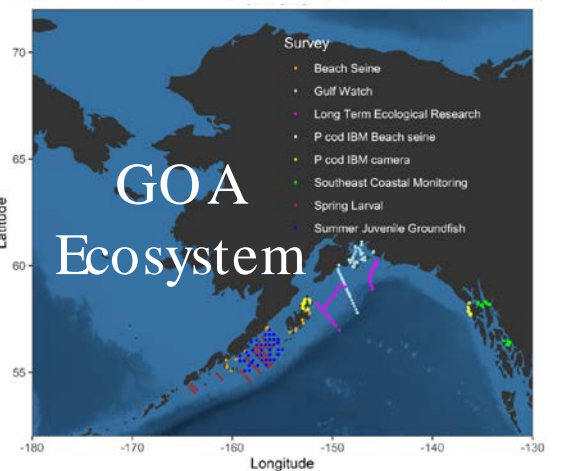 Survey
Beach Seine
Gulf Watch
Long Term Ecological Research
P cod IBM Beach seine
P cod IBM camera
Southeast Coastal Monitoring
Spring Larval
Summer Juvenile Groundfish
GOA
Ecosystem
Latitude
70
65
60
55
-180 -170 -160 -150 -140 -130
Longitude